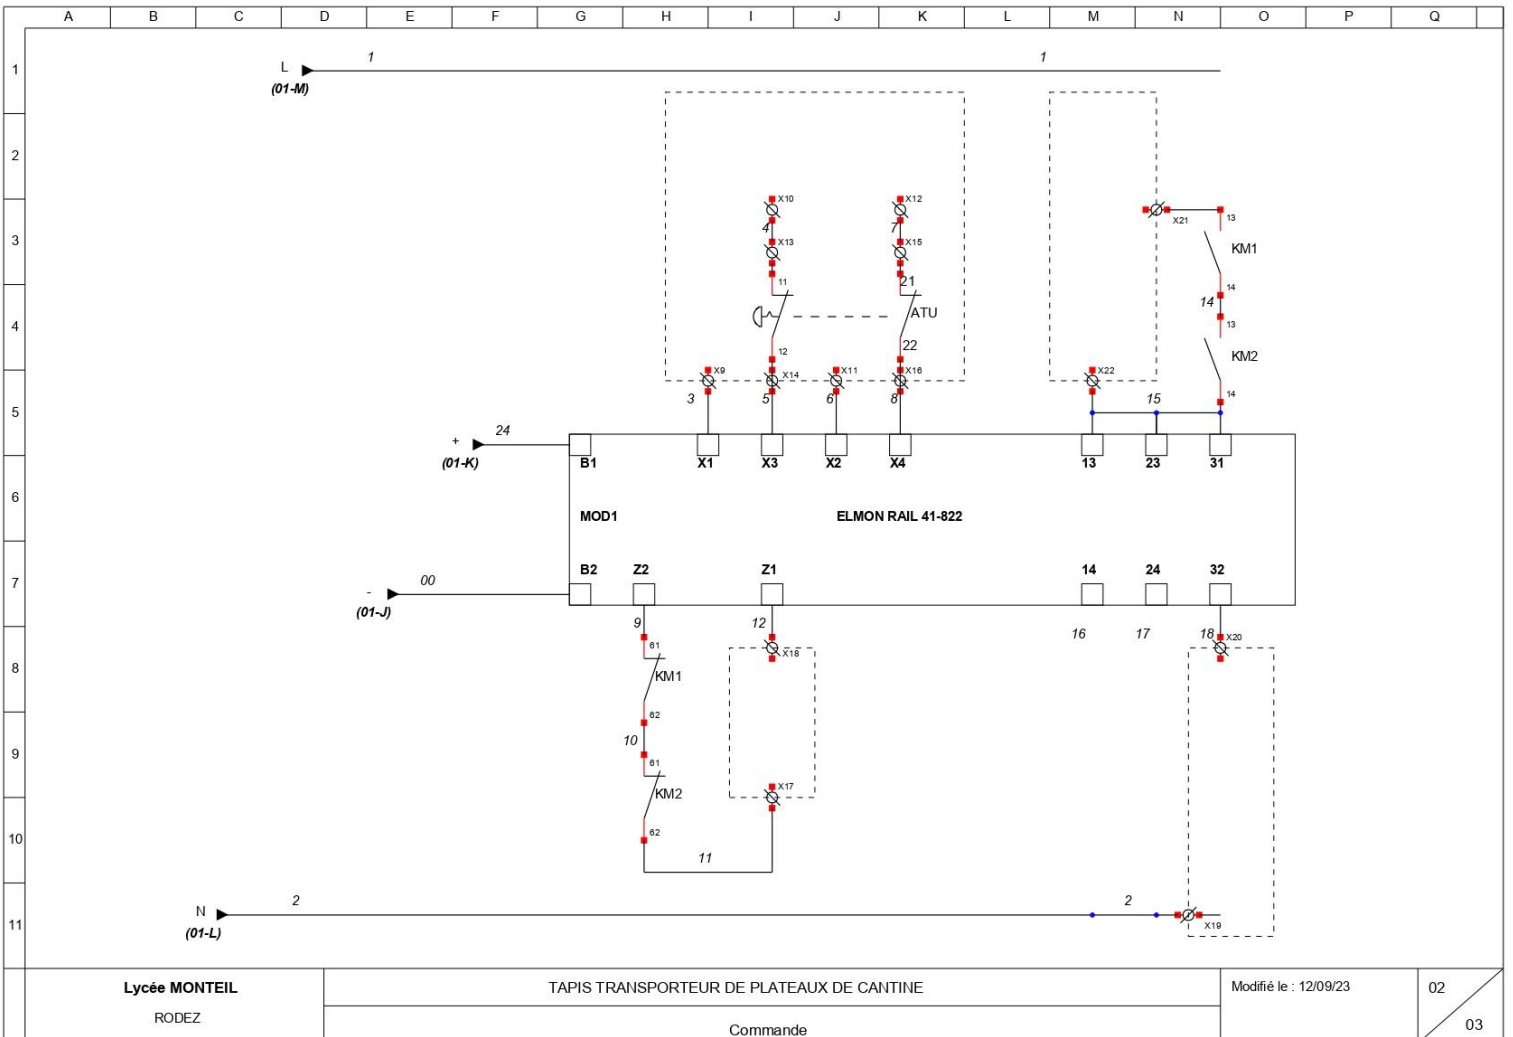 A B C D E F G H I J K L M N O P Q
1 1
1 L
(01-M)
2
X10 X12
X21 13
3 4 7
X13 X15
KM1
11 21
14
14
4 ATU 13
12 22 KM2
X9 X14 X11 X16 X22
14
3 5 6 8 15
5
24
+
(01-K) B1 X1 X3 X2 X4 13 23 31
6
MOD1 ELMON RAIL 41-822
B2 Z2 Z1 14 24 32
7 00
-
(01-J)
9 12 16 17 18 X20
61 X18
8
KM1
62
10
9
61
X17
KM2
62
10
11
2 2
N
11
(01-L) X19
Lycée MONTEIL TAPIS TRANSPORTEUR DE PLATEAUX DE CANTINE Modifié le : 12/09/23 02
RODEZ
Commande 03